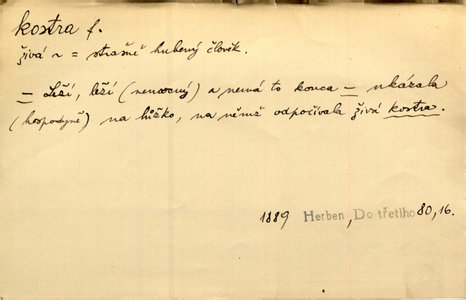 kostra f.
živá ~ = strašně hubený člověk.
= Leží, leží (nemocný) a nemá to konca = ukázala
(hospodyně) na lůžko, na němž odpočívala živá kostra.
1889 Herben, Do třetího 80, 16.